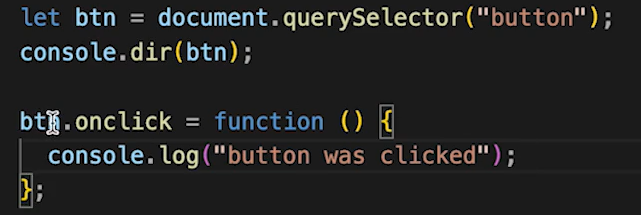 let btn = document.querySelector("button");
console.dir(btn);
btn.onclick = function () {
console.log("button was clicked");
};